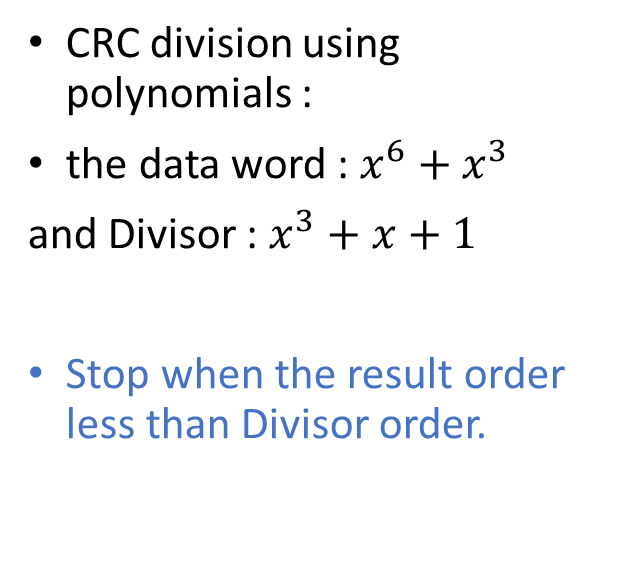 • CRC division using
polynomials :
• the data word : x⁶ + x³
and Divisor : x³ + x + 1
• Stop when the result order
less than Divisor order.